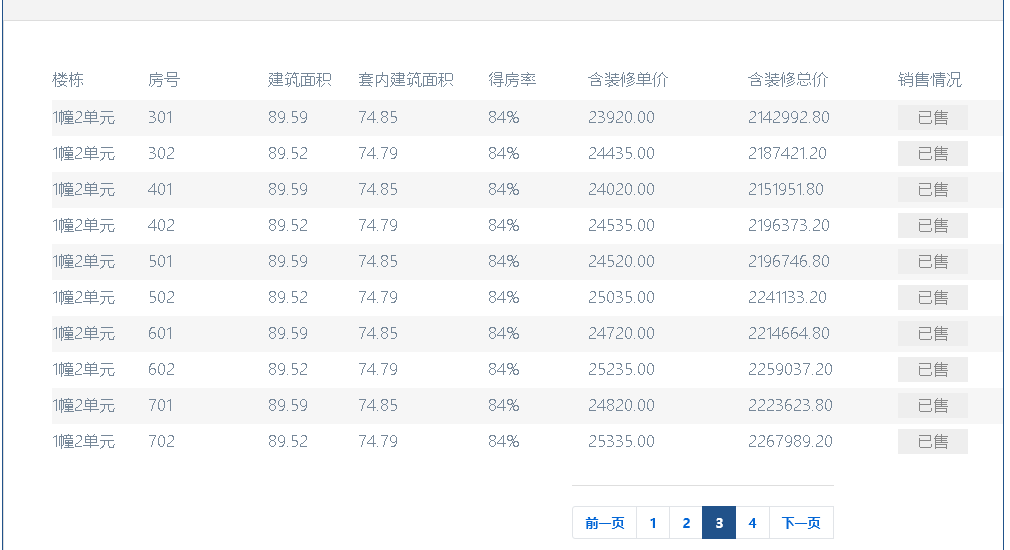 楼栋 房号 建筑面积 套内建筑面积 得房率 含装修单价 含装修总价 销售情况
1幢2单元 301 89.59 74.85 84% 23920.00 2142992.80 已售
1幢2单元 302 89.52 74.79 84% 24435.00 2187421.20 已售
1幢2单元 401 89.59 74.85 84% 24020.00 2151951.80 已售
1幢2单元 402 89.52 74.79 84% 24535.00 2196373.20 已售
1幢2单元 501 89.59 74.85 84% 24520.00 2196746.80 已售
1幢2单元 502 89.52 74.79 84% 25035.00 2241133.20 已售
1幢2单元 601 89.59 74.85 84% 24720.00 2214664.80 已售
1幢2单元 602 89.52 74.79 84% 25235.00 2259037.20 已售
1幢2单元 701 89.59 74.85 84% 24820.00 2223623.80 已售
1幢2单元 702 89.52 74.79 84% 25335.00 2267989.20 已售
前一页 1 2 3 4 下一页